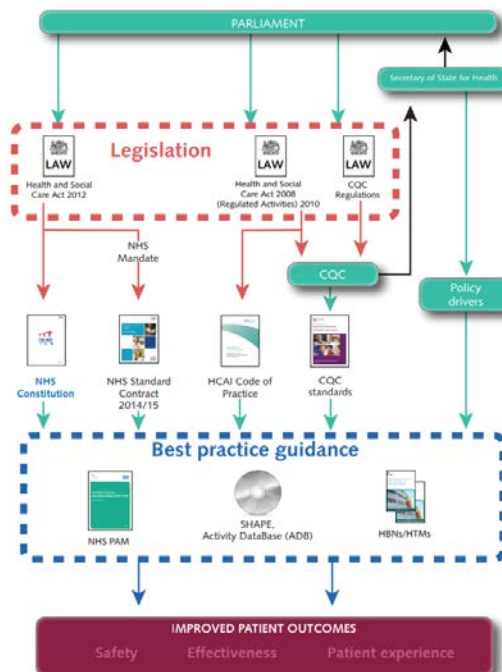 PARLIAMENT
Secretary of State for Health
Legislation
LAW
LAW
LAW
Health and Social
Care Act 2012
Health and Social
Care Act 2008
(Regulated Activities) 2010
CQC
Regulations
NHS
Mandate
CQC
Policy
drivers
NHS
Constitution
NHS Standard
Contract
2014/15
HCAI Code of
Practice
CQC
standards
Best practice guidance
NHS PAM
SHAPE,
Activity DataBase (ADB)
HBNs/HTMs
IMPROVED PATIENT OUTCOMES
Safety Effectiveness Patient experience